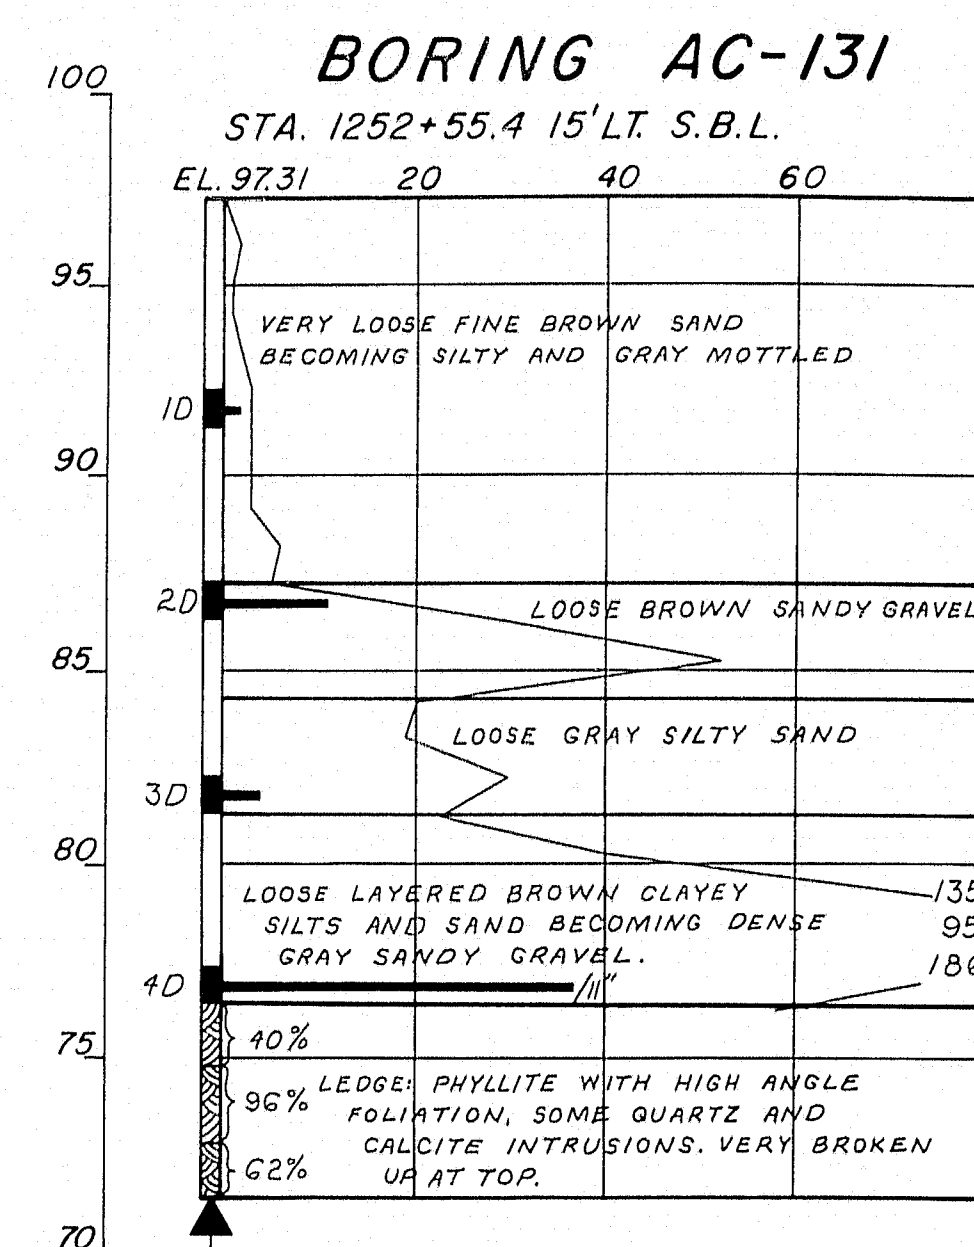 BORING AC-131
100
STA. 1252+55.4 15' LT. S.B.L.
EL. 97.31 20 40 60
95
VERY LOOSE FINE BROWN SAND
BECOMING SILTY AND GRAY MOTTLED
1D
90
2D
LOOSE BROWN SANDY GRAVEL
85
LOOSE GRAY SILTY SAND
3D
80
LOOSE LAYERED BROWN CLAYEY
135
SILTS AND SAND BECOMING DENSE
95
GRAY SANDY GRAVEL.
186
4D
/11"
75
40%
LEDGE: PHYLLITE WITH HIGH ANGLE
96%
FOLIATION, SOME QUARTZ AND
CALCITE INTRUSIONS. VERY BROKEN
62%
UP AT TOP.
70